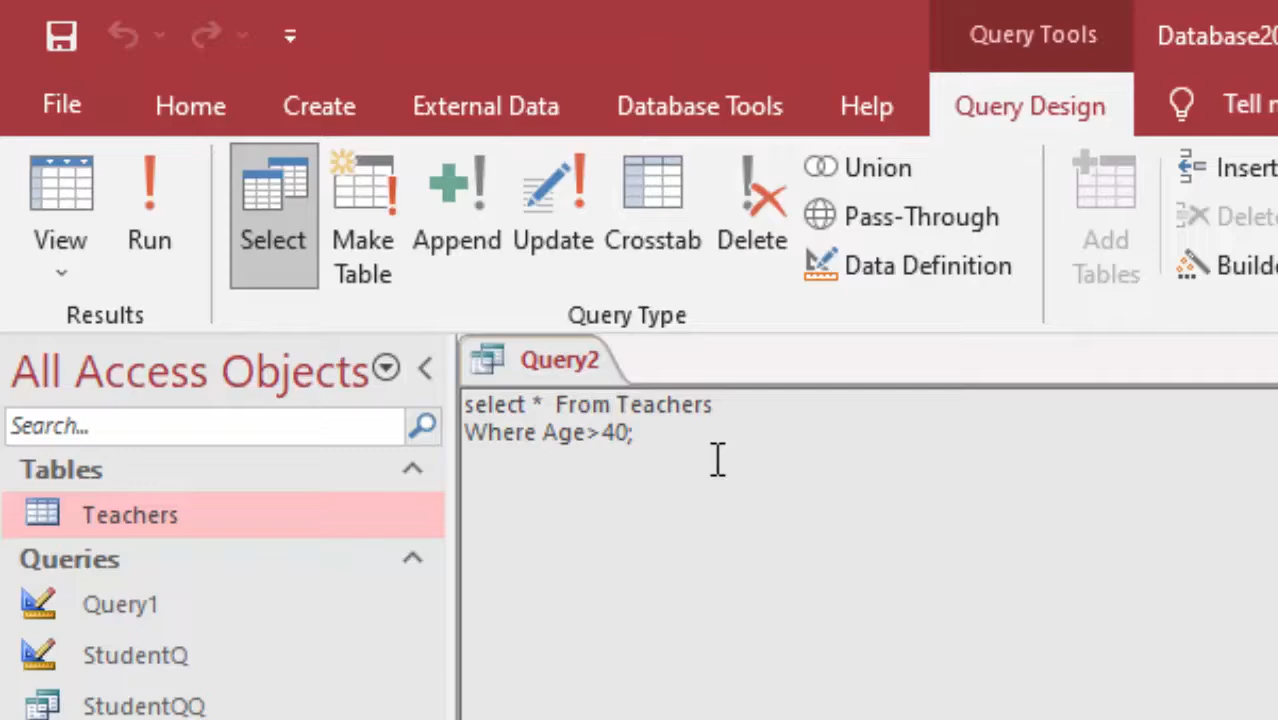 Query Tools
Database20
File Home Create External Data Database Tools Help Query Design Tell
View Run Select Make Table Append Update Crosstab Delete
Union
Pass-Through
Data Definition
Add Tables
Insert
Delete
Builde
Results Query Type
All Access Objects
Search...
Tables
Teachers
Queries
Query1
StudentQ
StudentQQ
Query2
select * From Teachers
Where Age>40;